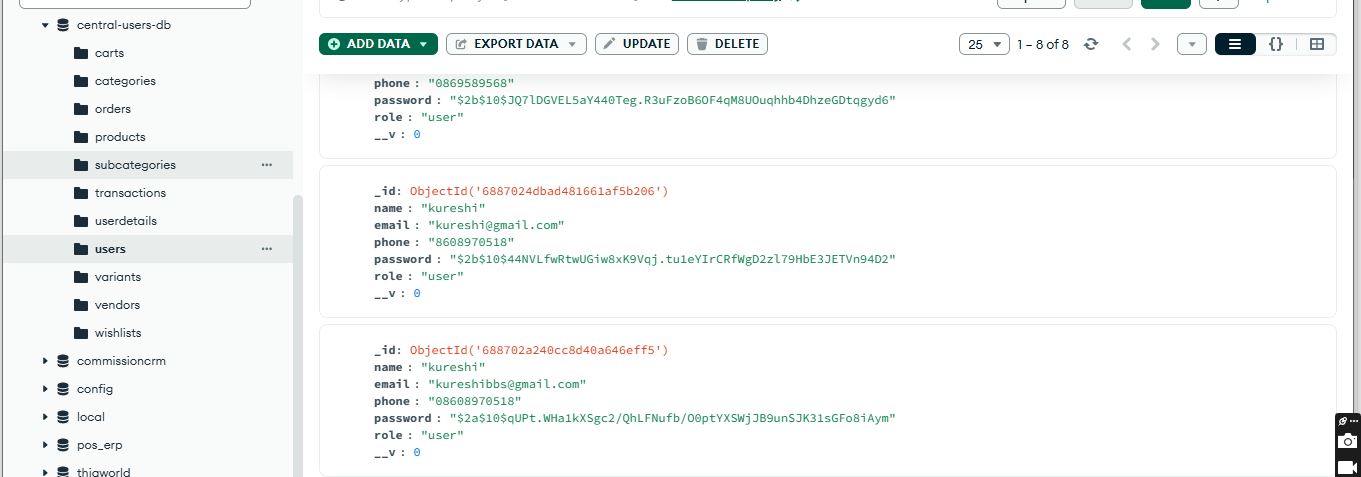 central-users-db
carts
categories
orders
products
subcategories
transactions
userdetails
users
variants
vendors
wishlists
commissioncrm
config
local
pos_erp
thiaworld
ADD DATA
EXPORT DATA
UPDATE
DELETE
25
1 – 8 of 8
{}
phone : "0869589568"
password : "$2b$10$JQ7lDGVEL5aY440Teg.R3uFzoB6OF4qM8UOuqhhb4DhzeGDtqgyd6"
role : "user"
__v : 0
_id: ObjectId('6887024dbad481661af5b206')
name : "kureshi"
email : "kureshi@gmail.com"
phone : "8608970518"
password : "$2b$10$44NVLfwRtwUGiw8xK9Vqj.tu1eYIrCRfWgD2zl79HbE3JETVn94D2"
role : "user"
__v : 0
_id: ObjectId('688702a240cc8d40a646eff5')
name : "kureshi"
email : "kureshibbs@gmail.com"
phone : "08608970518"
password : "$2a$10$qUPt.WHa1kXSgc2/QhLFNufb/O0ptYXSWjJB9unSJK31sGFo8iAym"
role : "user"
__v : 0